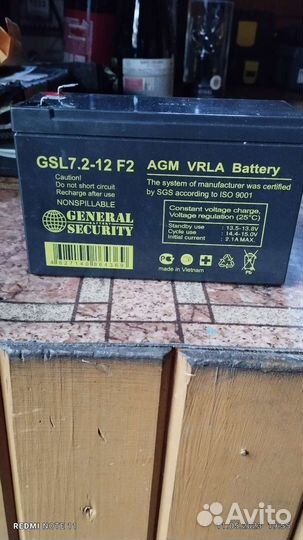 GSL7.2-12 F2
Caution!
Do not short circuit
Recharge after use
NONSPILLABLE
GENERAL
SECURITY
AGM VRLA Battery
The system of manufacturer was certified
by SGS according to ISO 9001
Constant voltage charge,
Voltage regulation (25°C)
Standby use : 13.5-13.8V
Cycle use : 14.4-15.0V
Initial current : 2.1A MAX.
made in Vietnam
Pb
REDMI NOTE 11
Avito